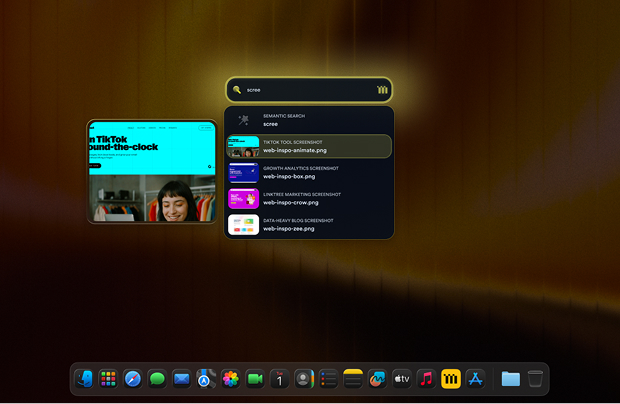 scree
SEMANTIC SEARCH
scree
TIKTOK TOOL SCREENSHOT
web-inspo-animate.png
GROWTH ANALYTICS SCREENSHOT
web-inspo-box.png
LINKTREE MARKETING SCREENSHOT
web-inspo-crow.png
DATA-HEAVY BLOG SCREENSHOT
web-inspo-zee.png
n TikTok
ound-the-clock
1
tv